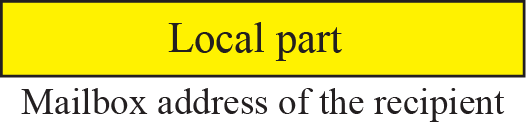 Local part
Mailbox address of the recipient